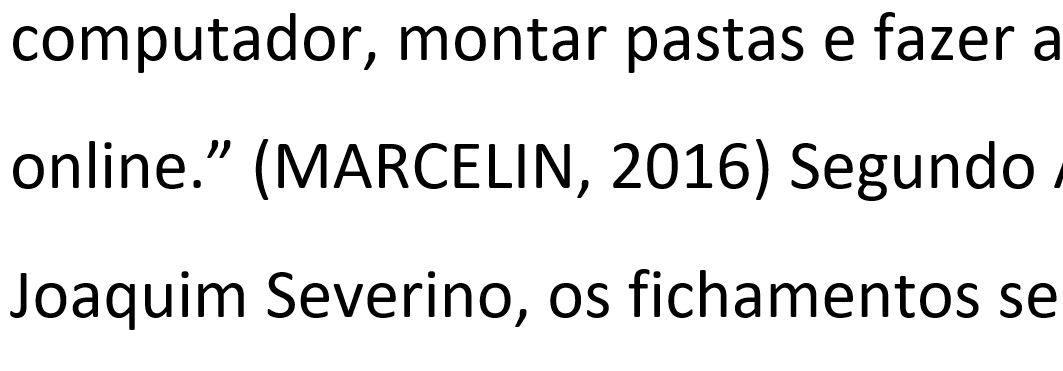 computador, montar pastas e fazer a
online.” (MARCELIN, 2016) Segundo
Joaquim Severino, os fichamentos se